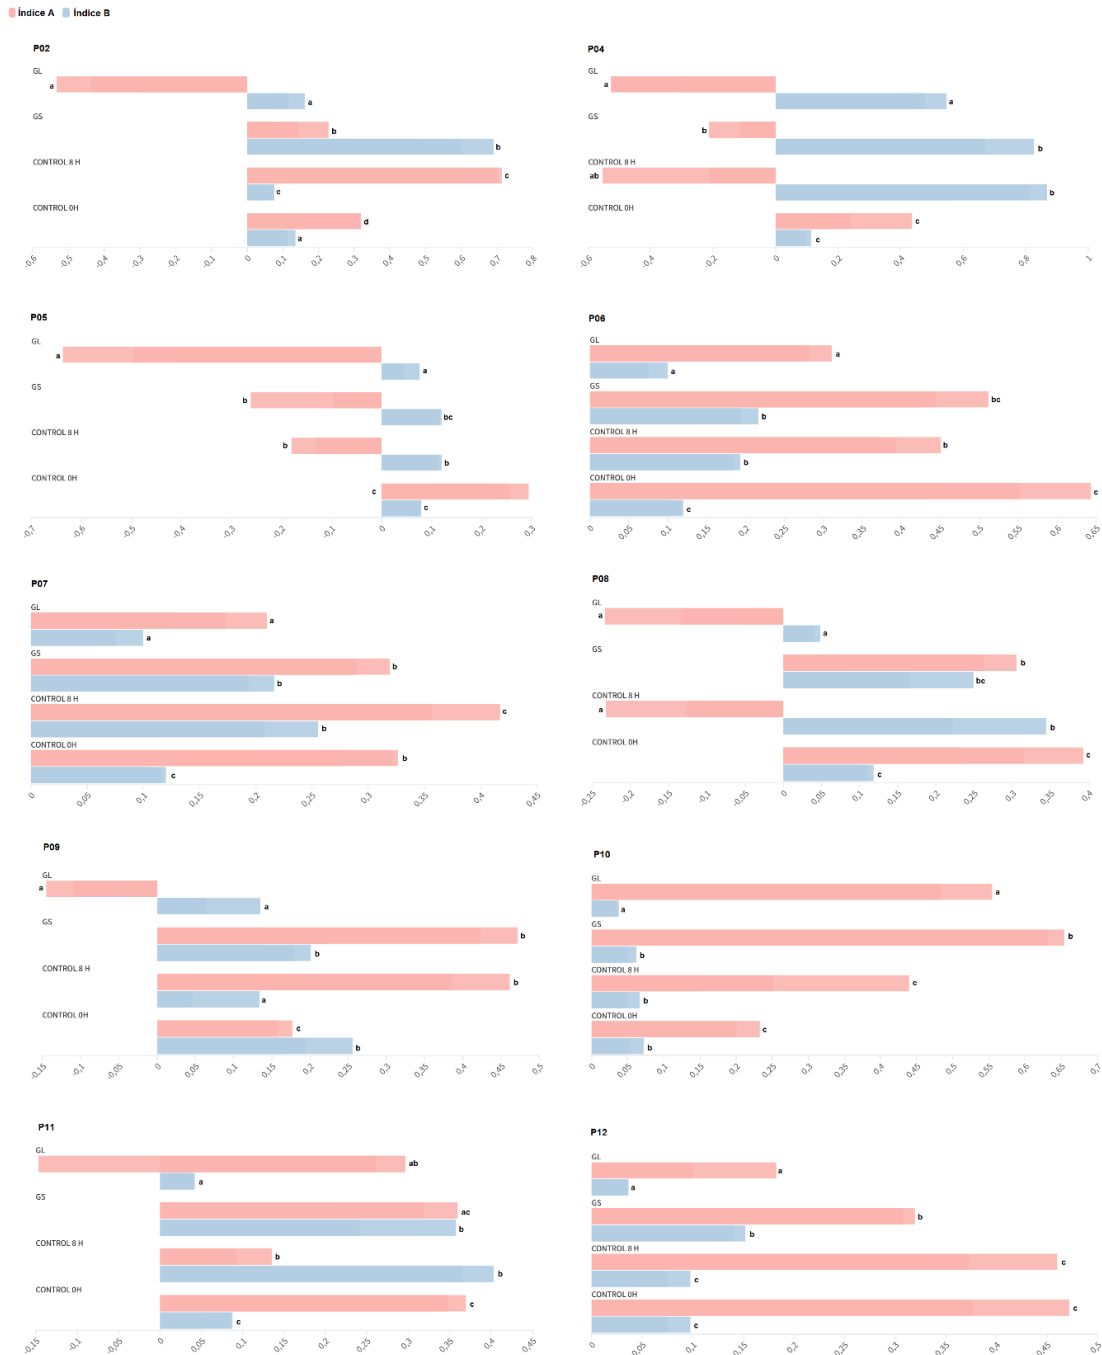 Índice A Índice B
P02
GL
a
a
GS
b
b
CONTROL 8 H
c
c
CONTROL 0H
d
a
-0,6 -0,5 -0,4 -0,3 -0,2 -0,1 0 0,1 0,2 0,3 0,4 0,5 0,6 0,7 0,8
P04
GL
a
a
GS
b
b
CONTROL 8 H
ab
b
CONTROL 0H
c
c
-0,6 -0,4 -0,2 0 0,2 0,4 0,6 0,8 1
P05
GL
a
a
GS
b
bc
CONTROL 8 H
b
b
CONTROL 0H
c
c
-0,7 -0,6 -0,5 -0,4 -0,3 -0,2 -0,1 0 0,1 0,2 0,3
P06
GL
a
a
GS
bc
b
CONTROL 8 H
b
b
CONTROL 0H
c
c
0 0,05 0,1 0,15 0,2 0,25 0,3 0,35 0,4 0,45 0,5 0,55 0,6 0,65
P07
GL
a
a
GS
b
b
CONTROL 8 H
c
b
CONTROL 0H
b
c
0 0,05 0,1 0,15 0,2 0,25 0,3 0,35 0,4 0,45
P08
GL
a
a
GS
b
bc
CONTROL 8 H
a
b
CONTROL 0H
c
c
-0,25 -0,2 -0,15 -0,1 -0,05 0 0,05 0,1 0,15 0,2 0,25 0,3 0,35 0,4
P09
GL
a
a
GS
b
b
CONTROL 8 H
b
a
CONTROL 0H
c
b
-0,15 -0,1 -0,05 0 0,05 0,1 0,15 0,2 0,25 0,3 0,35 0,4 0,45 0,5
P10
GL
a
a
GS
b
b
CONTROL 8 H
c
b
CONTROL 0H
c
b
0 0,05 0,1 0,15 0,2 0,25 0,3 0,35 0,4 0,45 0,5 0,55 0,6 0,65 0,7
P11
GL
ab
a
GS
ac
b
CONTROL 8 H
b
b
CONTROL 0H
c
c
-0,15 -0,1 -0,05 0 0,05 0,1 0,15 0,2 0,25 0,3 0,35 0,4 0,45
P12
GL
a
a
GS
b
b
CONTROL 8 H
c
c
CONTROL 0H
c
c
0 0,05 0,1 0,15 0,2 0,25 0,3 0,35 0,4 0,45 0,5